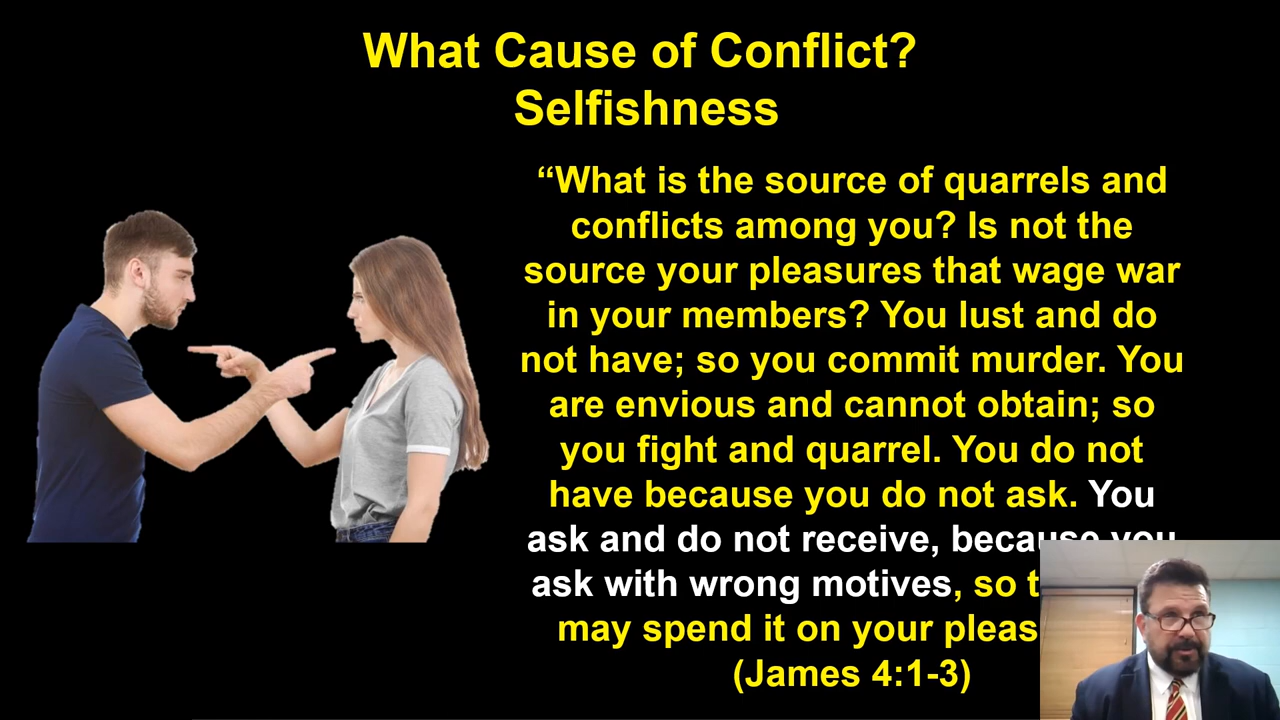 What Cause of Conflict?
Selfishness
“What is the source of quarrels and
conflicts among you? Is not the
source your pleasures that wage war
in your members? You lust and do
not have; so you commit murder. You
are envious and cannot obtain; so
you fight and quarrel. You do not
have because you do not ask. You
ask and do not receive, because you
ask with wrong motives, so
may spend it on your
(James 4:1-3)